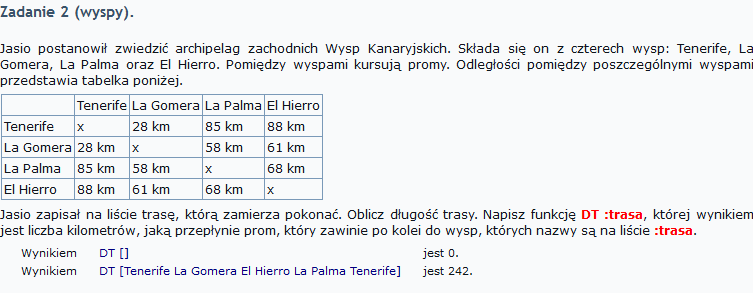 Zadanie 2 (wyspy).
Jasio postanowił zwiedzić archipelag zachodnich Wysp Kanaryjskich. Składa się on z czterech wysp: Tenerife, La
Gomera, La Palma oraz El Hierro. Pomiędzy wyspami kursują promy. Odległości pomiędzy poszczególnymi wyspami
przedstawia tabelka poniżej.
Tenerife La Gomera La Palma El Hierro
Tenerife x 28 km 85 km 88 km
La Gomera 28 km x 58 km 61 km
La Palma 85 km 58 km x 68 km
El Hierro 88 km 61 km 68 km x
Jasio zapisał na liście trasę, którą zamierza pokonać. Oblicz długość trasy. Napisz funkcję DT :trasa, której wynikiem
jest liczba kilometrów, jaką przepłynie prom, który zawinie po kolei do wysp, których nazwy są na liście :trasa.
Wynikiem DT [] jest 0.
Wynikiem DT [Tenerife La Gomera El Hierro La Palma Tenerife] jest 242.